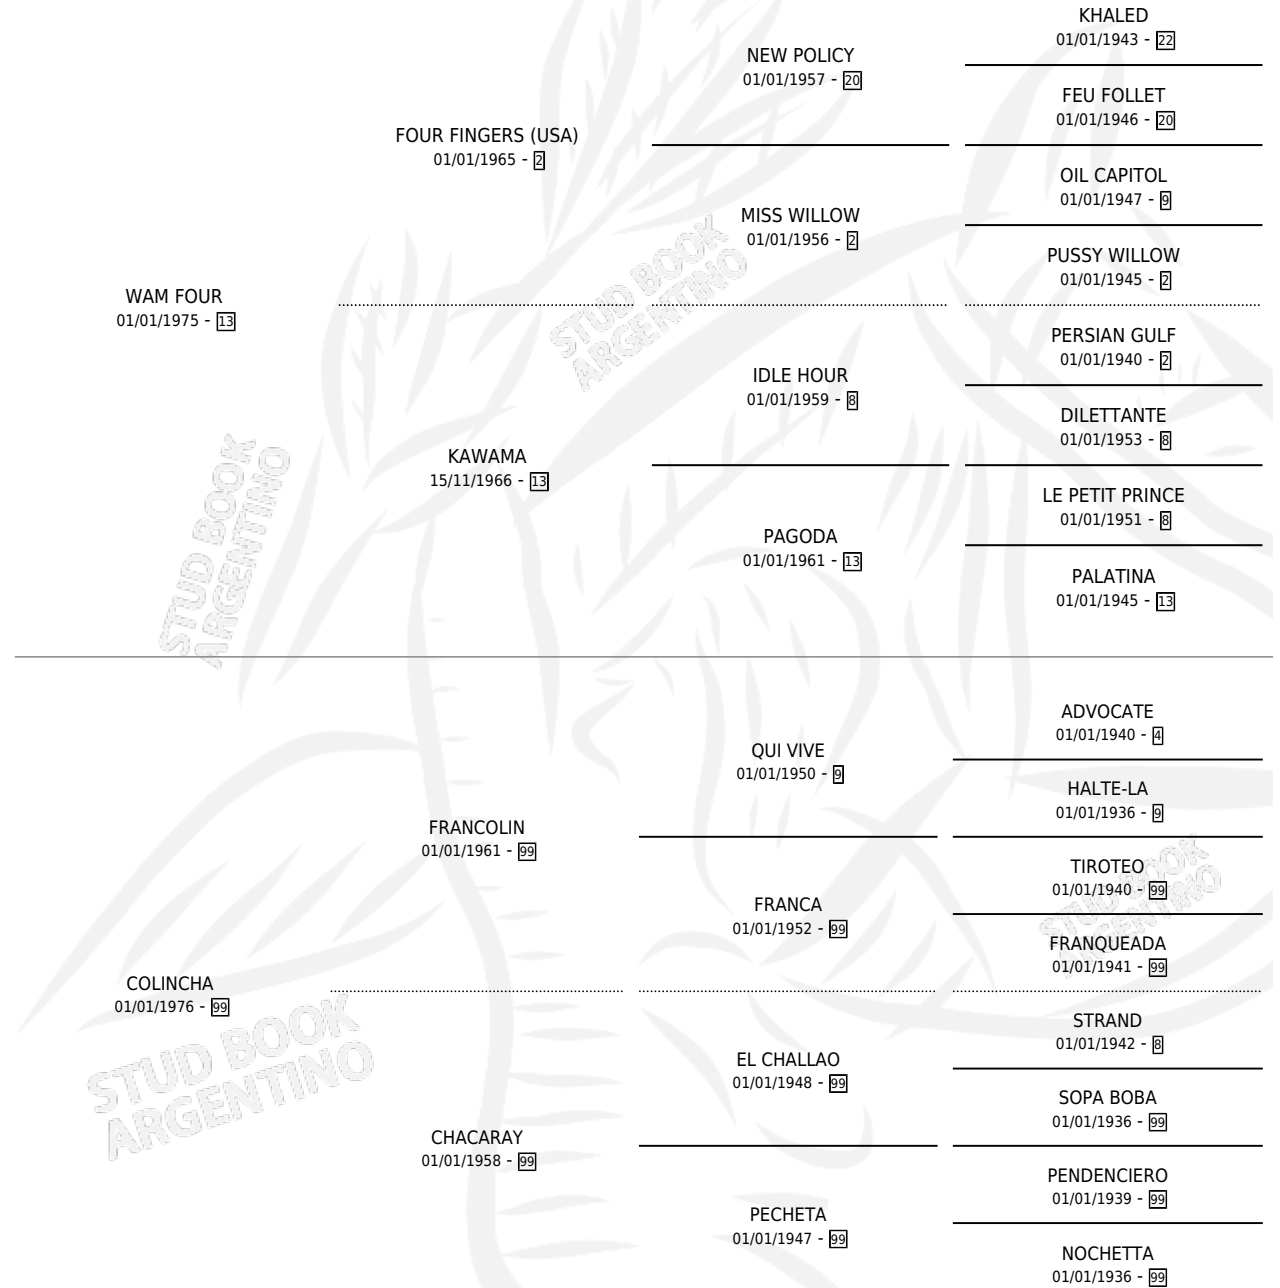 KHALED
01/01/1943 - 22
NEW POLICY
01/01/1957 - 20
FEU FOLLET
01/01/1946 - 20
FOUR FINGERS (USA)
01/01/1965 - 2
OIL CAPITOL
01/01/1947 - 9
MISS WILLOW
01/01/1956 - 2
PUSSY WILLOW
01/01/1945 - 2
WAM FOUR
01/01/1975 - 13
PERSIAN GULF
01/01/1940 - 2
IDLE HOUR
01/01/1959 - 8
DILETTANTE
01/01/1953 - 8
KAWAMA
15/11/1966 - 13
LE PETIT PRINCE
01/01/1951 - 8
PAGODA
01/01/1961 - 13
PALATINA
01/01/1945 - 13
ADVOCATE
01/01/1940 - 4
QUI VIVE
01/01/1950 - 9
HALTE-LA
01/01/1936 - 9
FRANCOLIN
01/01/1961 - 99
TIROTEO
01/01/1940 - 99
FRANCA
01/01/1952 - 99
FRANQUEADA
01/01/1941 - 99
COLINCHA
01/01/1976 - 99
STRAND
01/01/1942 - 8
EL CHALLAO
01/01/1948 - 99
SOPA BOBA
01/01/1936 - 99
CHACARAY
01/01/1958 - 99
PENDENCIERO
01/01/1939 - 99
PECHETA
01/01/1947 - 99
NOCHETTA
01/01/1936 - 99
STUD BOOK
ARGENTINO
STUD BOOK
ARGENTINO
STUD BOOK
ARGENTINO
STUD BOOK
ARGENTINO